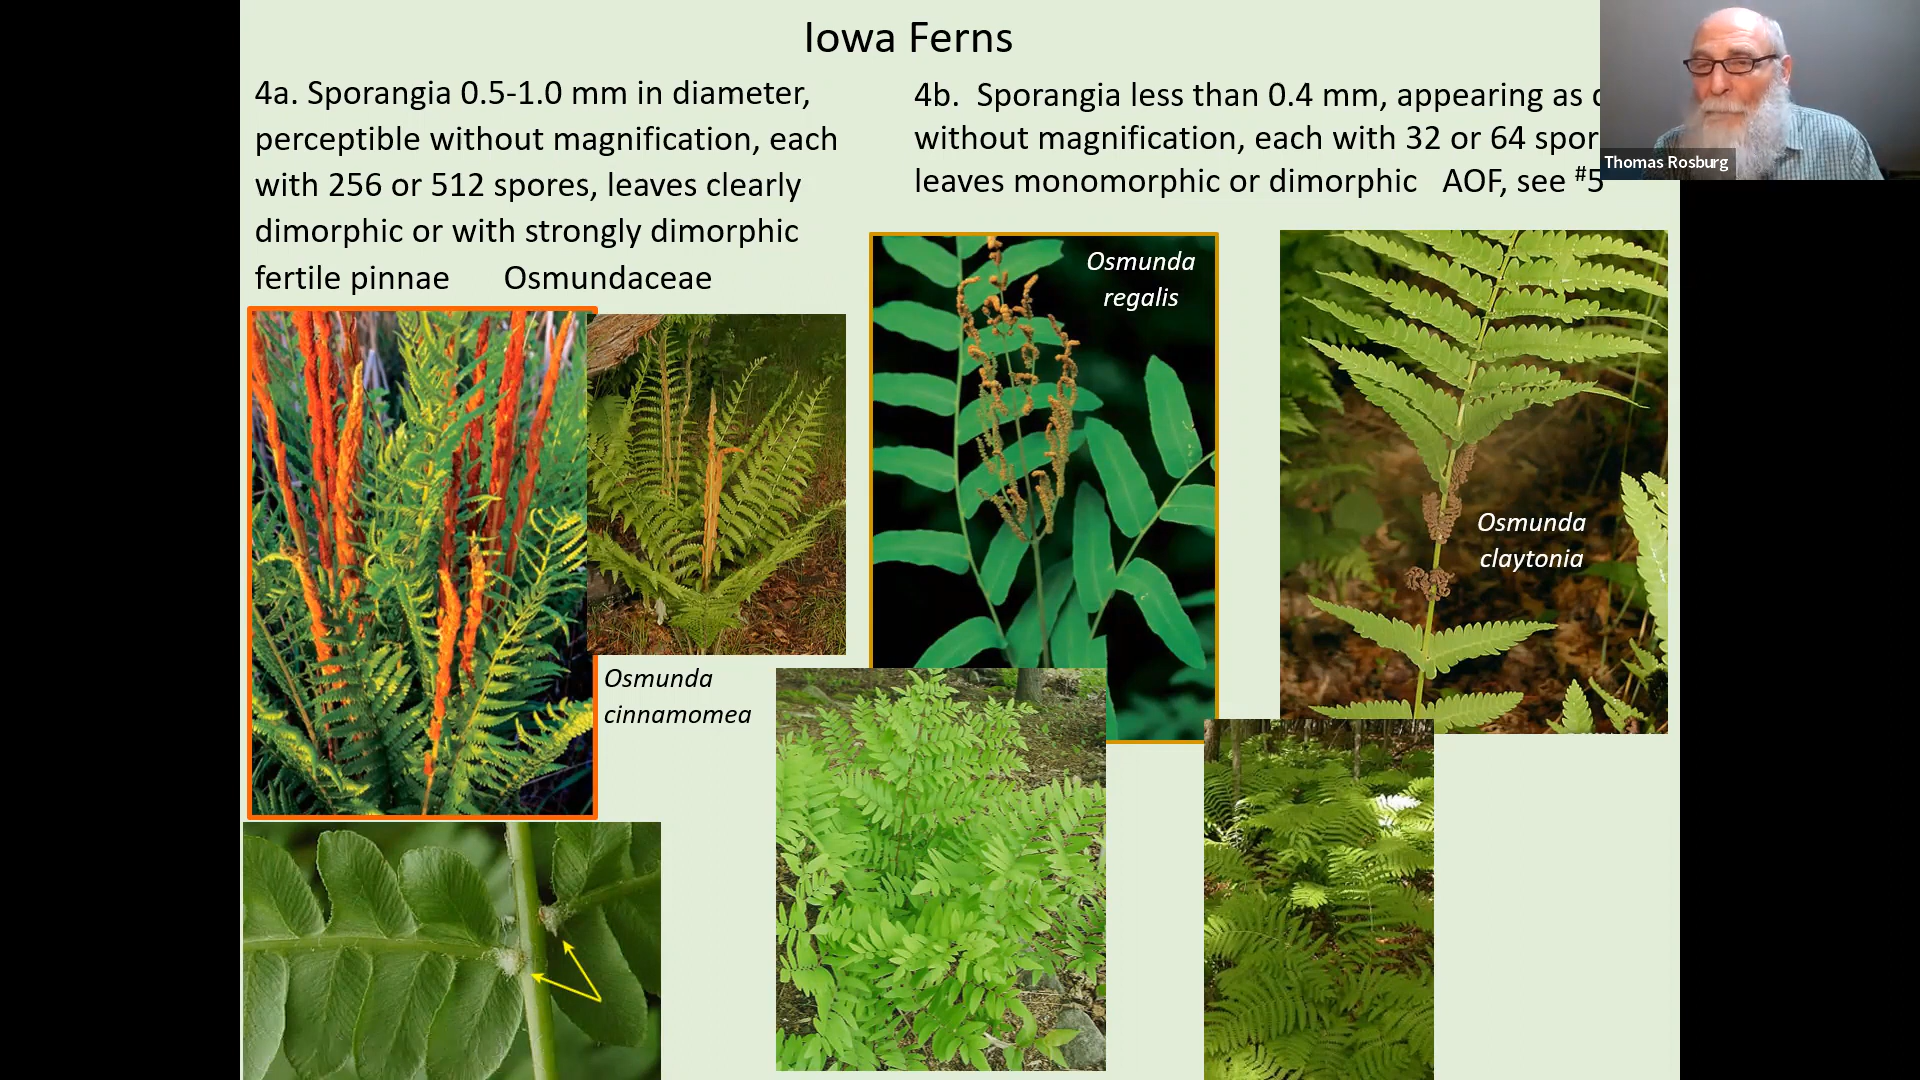 Iowa Ferns
4a. Sporangia 0.5-1.0 mm in diameter,
perceptible without magnification, each
with 256 or 512 spores, leaves clearly
dimorphic or with strongly dimorphic
fertile pinnae Osmundaceae
4b. Sporangia less than 0.4 mm, appearing as
without magnification, each with 32 or 64
leaves monomorphic or dimorphic AOF, see #5
Thomas Rosburg
Osmunda
regalis
Osmunda
claytonia
Osmunda
cinnamomea